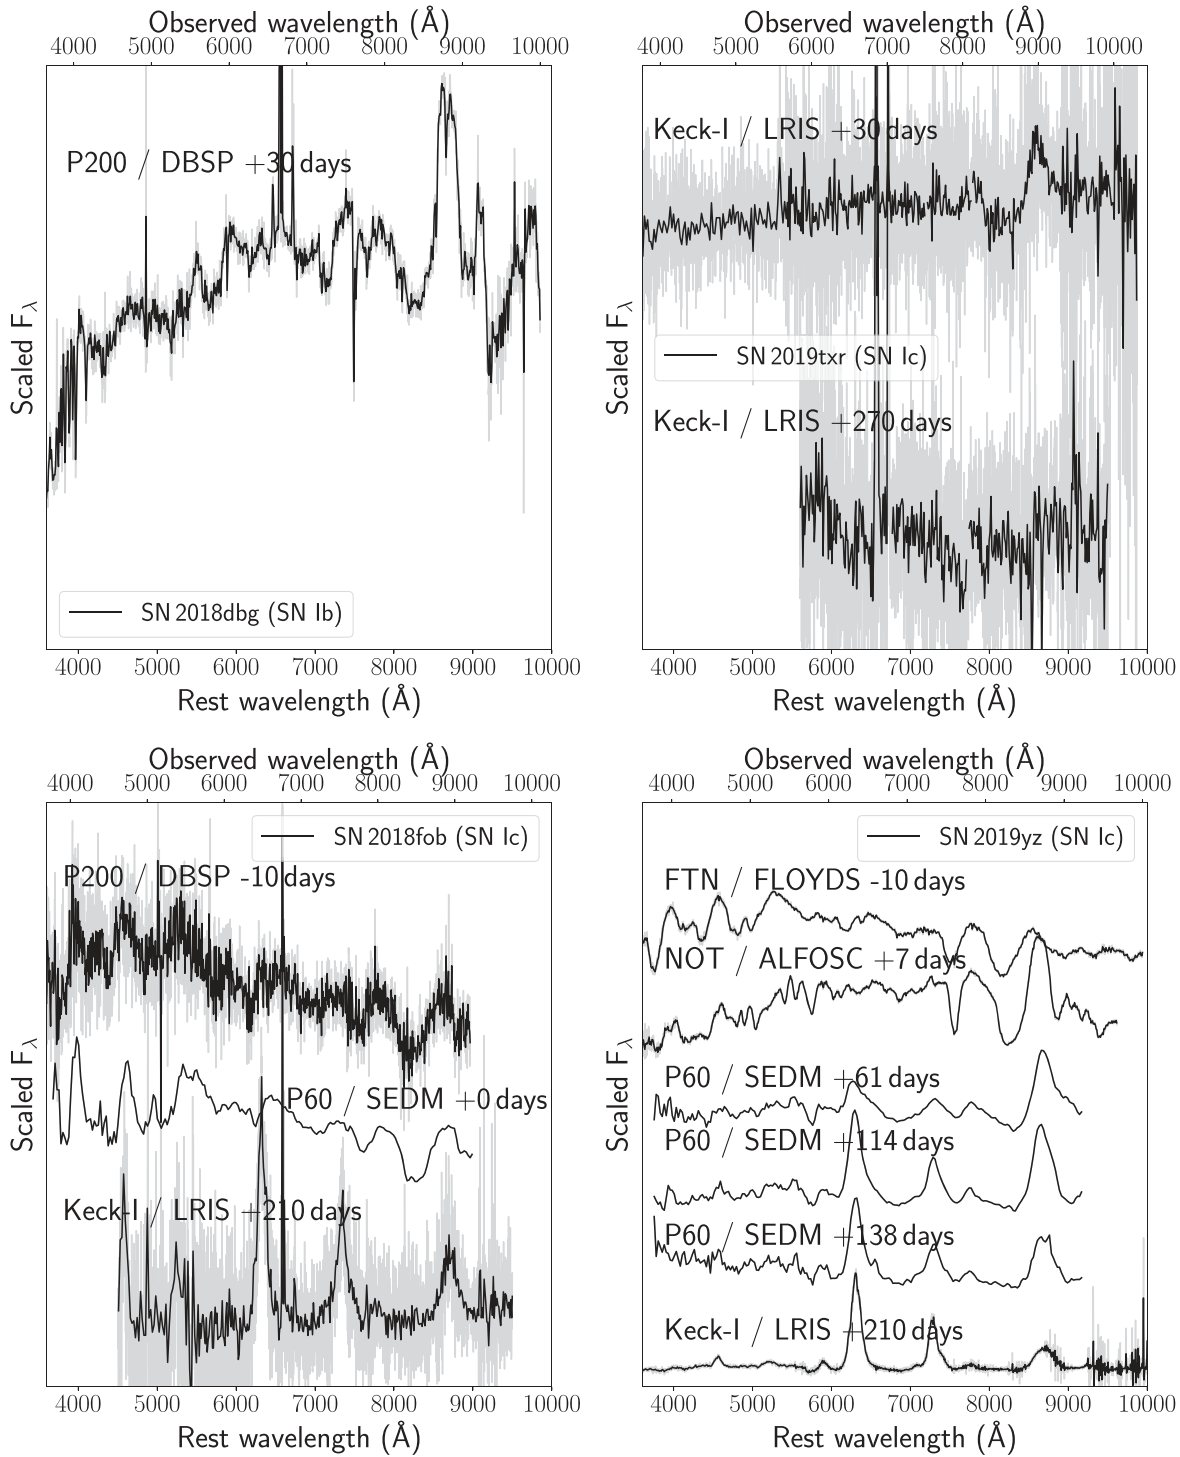 Observed wavelength (Å)
4000 5000 6000 7000 8000 9000 10000
P200 / DBSP +30 days
Scaled Fλ
SN 2018dbg (SN Ib)
4000 5000 6000 7000 8000 9000 10000
Rest wavelength (Å)
Observed wavelength (Å)
4000 5000 6000 7000 8000 9000 10000
Keck-I / LRIS +30 days
Scaled Fλ
SN 2019txr (SN Ic)
Keck-I / LRIS +270 days
4000 5000 6000 7000 8000 9000 10000
Rest wavelength (Å)
Observed wavelength (Å)
4000 5000 6000 7000 8000 9000 10000
SN 2018fob (SN Ic)
P200 / DBSP -10 days
Scaled Fλ
P60 / SEDM +0 days
Keck-I / LRIS +210 days
4000 5000 6000 7000 8000 9000 10000
Rest wavelength (Å)
Observed wavelength (Å)
4000 5000 6000 7000 8000 9000 10000
SN 2019yz (SN Ic)
FTN / FLOYDS -10 days
NOT / ALFOSC +7 days
Scaled Fλ
P60 / SEDM +61 days
P60 / SEDM +114 days
P60 / SEDM +138 days
Keck-I / LRIS +210 days
4000 5000 6000 7000 8000 9000 10000
Rest wavelength (Å)